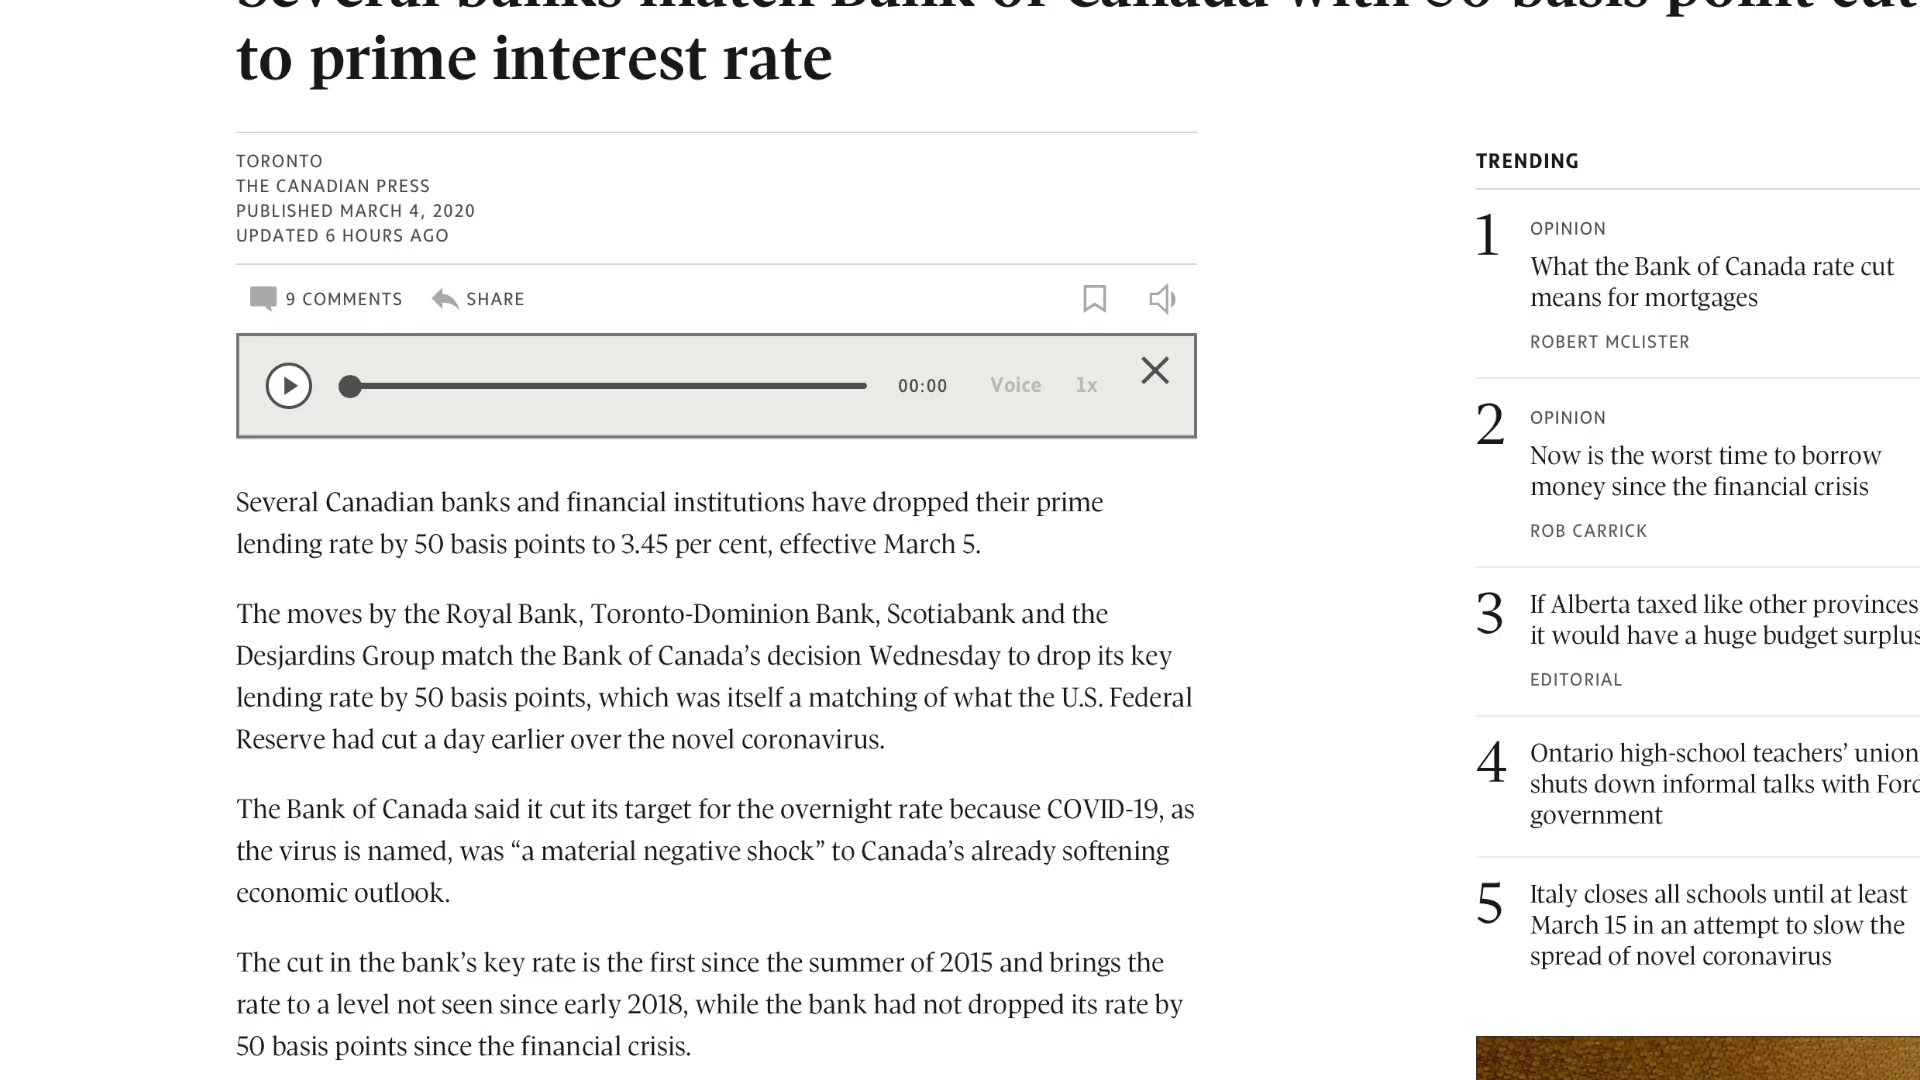 Several banks match Bank of Canada with 50 basis point cut
to prime interest rate
TORONTO
THE CANADIAN PRESS
PUBLISHED MARCH 4, 2020
UPDATED 6 HOURS AGO
9 COMMENTS SHARE
00:00 Voice 1x
Several Canadian banks and financial institutions have dropped their prime
lending rate by 50 basis points to 3.45 per cent, effective March 5.
The moves by the Royal Bank, Toronto-Dominion Bank, Scotiabank and the
Desjardins Group match the Bank of Canada’s decision Wednesday to drop its key
lending rate by 50 basis points, which was itself a matching of what the U.S. Federal
Reserve had cut a day earlier over the novel coronavirus.
The Bank of Canada said it cut its target for the overnight rate because COVID-19, as
the virus is named, was “a material negative shock” to Canada’s already softening
economic outlook.
The cut in the bank’s key rate is the first since the summer of 2015 and brings the
rate to a level not seen since early 2018, while the bank had not dropped its rate by
50 basis points since the financial crisis.
TRENDING
1
OPINION
What the Bank of Canada rate cut
means for mortgages
ROBERT MCLISTER
2
OPINION
Now is the worst time to borrow
money since the financial crisis
ROB CARRICK
3
If Alberta taxed like other provinces
it would have a huge budget surplus
EDITORIAL
4
Ontario high-school teachers’ union
shuts down informal talks with Ford
government
5
Italy closes all schools until at least
March 15 in an attempt to slow the
spread of novel coronavirus